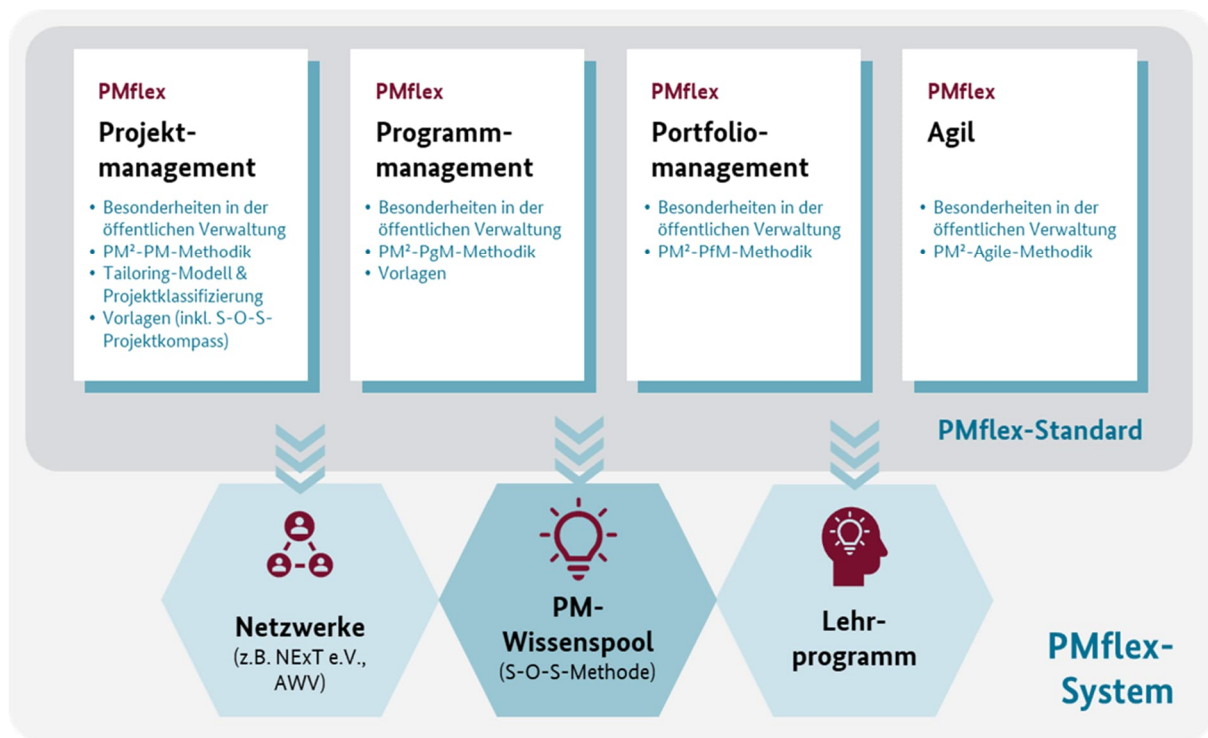 PMflex
Projekt-
management
• Besonderheiten in der
öffentlichen Verwaltung
• PM²-PM-Methodik
• Tailoring-Modell &
Projektklassifizierung
• Vorlagen (inkl. S-O-S-
Projektkompass)
PMflex
Programm-
management
• Besonderheiten in der
öffentlichen Verwaltung
• PM²-PgM-Methodik
• Vorlagen
PMflex
Portfolio-
management
• Besonderheiten in der
öffentlichen Verwaltung
• PM²-PfM-Methodik
PMflex
Agil
• Besonderheiten in der
öffentlichen Verwaltung
• PM²-Agile-Methodik
PMflex-Standard
Netzwerke
(z.B. NExT e.V.,
AWV)
PM-
Wissenspool
(S-O-S-Methode)
Lehr-
programm
PMflex-
System